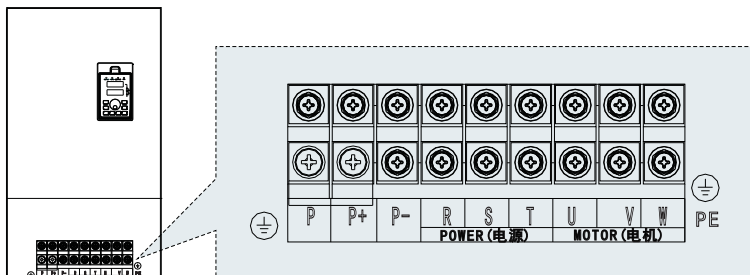 P P+ P- R S T U V W PE
POWER(电源) MOTOR(电机)